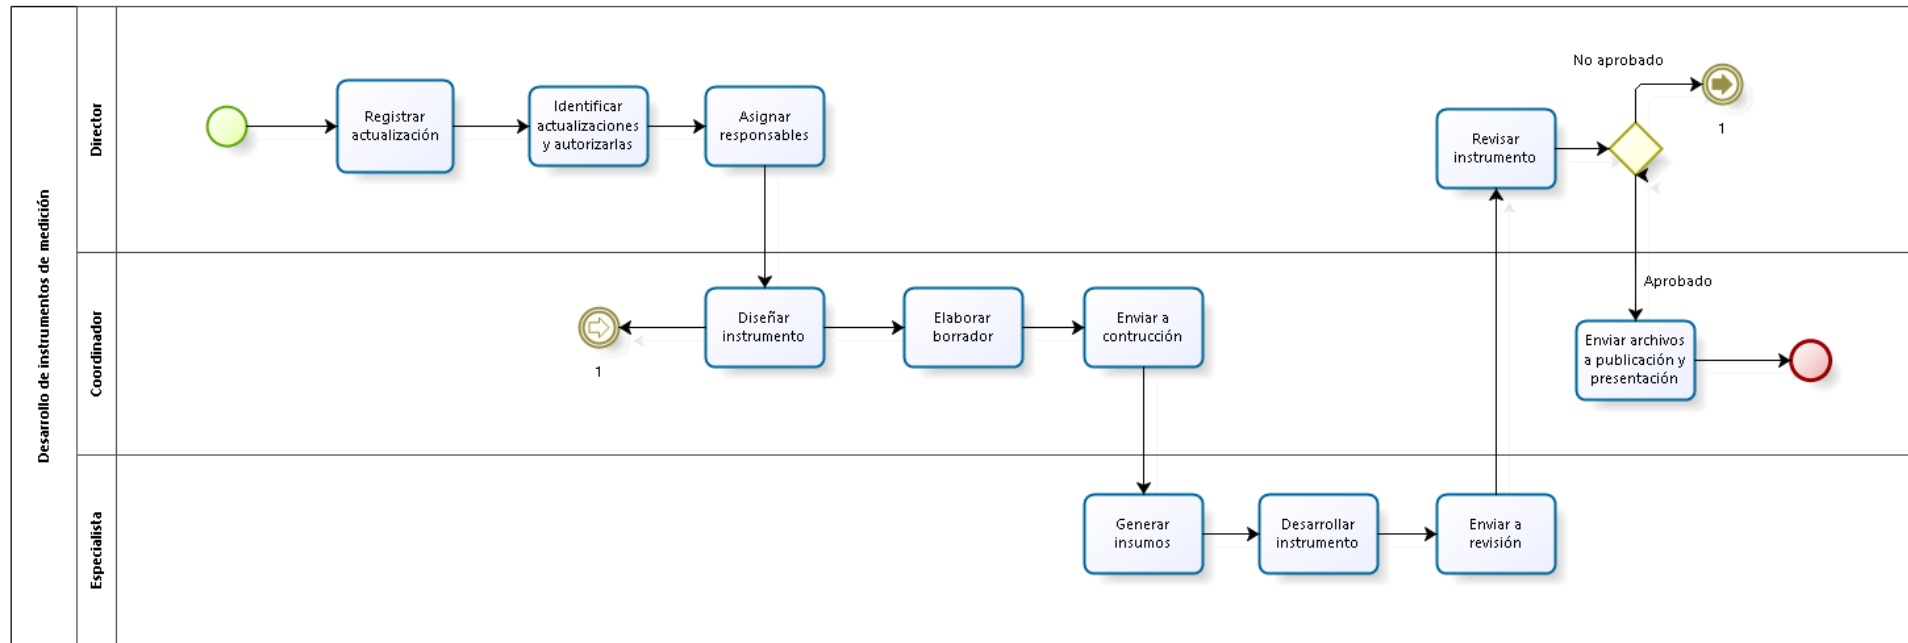 Desarrollo de instrumentos de medición
Director
Registrar
actualización
Identificar
actualizaciones
y autorizarlas
Asignar
responsables
Revisar
instrumento
No aprobado
1
Aprobado
Coordinador
1
Diseñar
instrumento
Elaborar
borrador
Enviar a
contrucción
Enviar archivos
a publicación y
presentación
Especialista
Generar
insumos
Desarrollar
instrumento
Enviar a
revisión